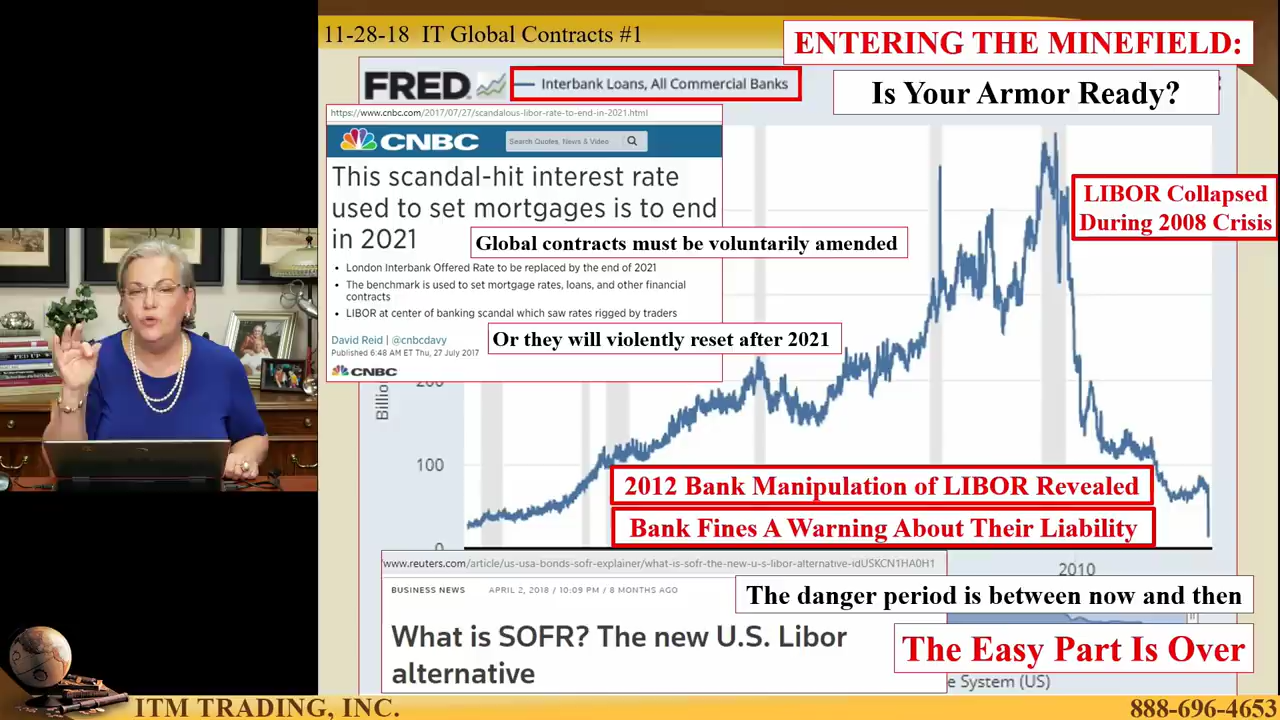 11-28-18 IT Global Contracts #1
ENTERING THE MINEFIELD:
Is Your Armor Ready?
FRED
Interbank Loans, All Commercial Banks
https://www.cnbc.com/2017/07/27/scandalous-libor-rate-to-end-in-2021.html
CNBC
Search Quotes, News & Video
This scandal-hit interest rate
used to set mortgages is to end
in 2021
Global contracts must be voluntarily amended
London Interbank Offered Rate to be replaced by the end of 2021
The benchmark is used to set mortgage rates, loans, and other financial
contracts
LIBOR at center of banking scandal which saw rates rigged by traders
Or they will violently reset after 2021
David Reid | @cnbcdavy
Published 6:48 AM ET Thu, 27 July 2017
CNBC
LIBOR Collapsed
During 2008 Crisis
FED UP
200
Billio
100
0
2012 Bank Manipulation of LIBOR Revealed
Bank Fines A Warning About Their Liability
2010
www.reuters.com/article/us-usa-bonds-sofr-explainer/what-is-sofr-the-new-u-s-libor-alternative-idUSKCN1HA0H1
BUSINESS NEWS APRIL 2, 2018 / 10:09 PM / 8 MONTHS AGO
The danger period is between now and then
What is SOFR? The new U.S. Libor
alternative
The Easy Part Is Over
e System (US)
ITM TRADING, INC.
888-696-4653